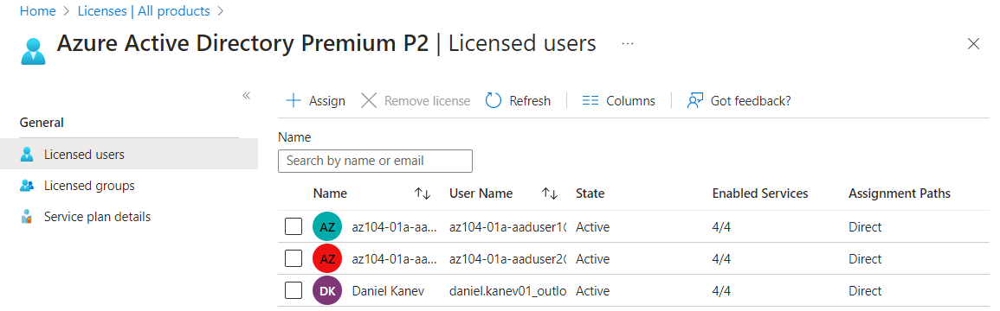 Home > Licenses | All products >
Azure Active Directory Premium P2 | Licensed users ...
«
+ Assign Remove license Refresh Columns Got feedback?
General
Name
Licensed users
Search by name or email
Licensed groups
Name User Name State Enabled Services Assignment Paths
Service plan details
AZ az104-01a-aa... az104-01a-aaduser1( Active 4/4 Direct
AZ az104-01a-aa... az104-01a-aaduser2( Active 4/4 Direct
DK Daniel Kanev daniel.kanev01_outlo Active 4/4 Direct